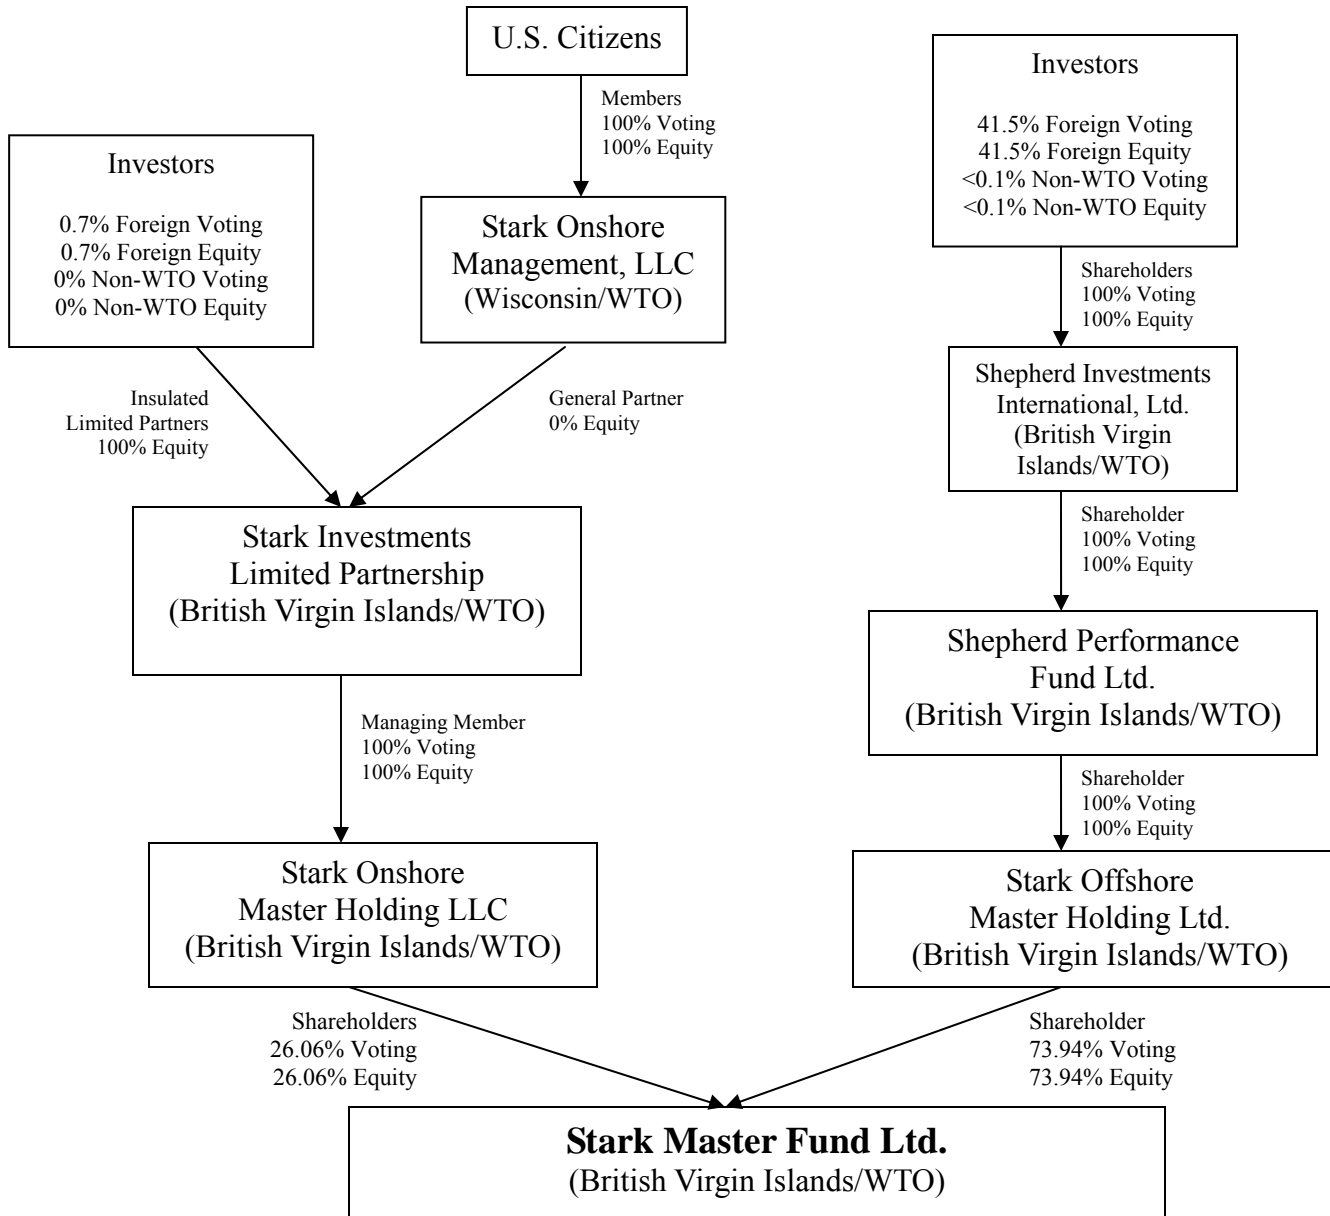 U.S. Citizens
Members
100% Voting
100% Equity
Investors
41.5% Foreign Voting
41.5% Foreign Equity
<0.1% Non-WTO Voting
<0.1% Non-WTO Equity
Investors
0.7% Foreign Voting
0.7% Foreign Equity
0% Non-WTO Voting
0% Non-WTO Equity
Stark Onshore
Management, LLC
(Wisconsin/WTO)
Shareholders
100% Voting
100% Equity
Insulated
Limited Partners
100% Equity
General Partner
0% Equity
Shepherd Investments
International, Ltd.
(British Virgin
Islands/WTO)
Stark Investments
Limited Partnership
(British Virgin Islands/WTO)
Shareholder
100% Voting
100% Equity
Shepherd Performance
Fund Ltd.
(British Virgin Islands/WTO)
Managing Member
100% Voting
100% Equity
Shareholder
100% Voting
100% Equity
Stark Onshore
Master Holding LLC
(British Virgin Islands/WTO)
Stark Offshore
Master Holding Ltd.
(British Virgin Islands/WTO)
Shareholders
26.06% Voting
26.06% Equity
Shareholder
73.94% Voting
73.94% Equity
Stark Master Fund Ltd.
(British Virgin Islands/WTO)